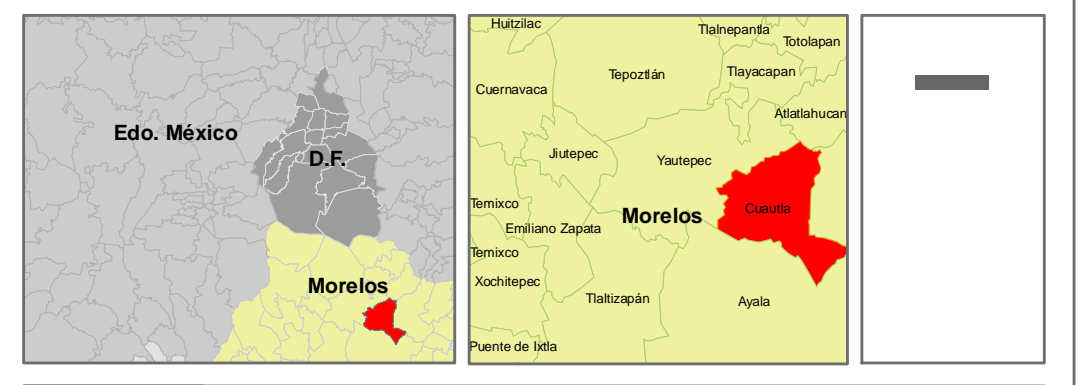 Edo. México
D.F.
Morelos
Huitzilac
Tlalnepantla
Totolapan
Tepoztlán
Tlayacapan
Cuernavaca
Atlatlahucan
Jiutepec
Yautepec
Temixco
Morelos
Cuautla
Emiliano Zapata
Temixco
Xochitepec
Tlaltizapán
Ayala
Puente de Ixtla